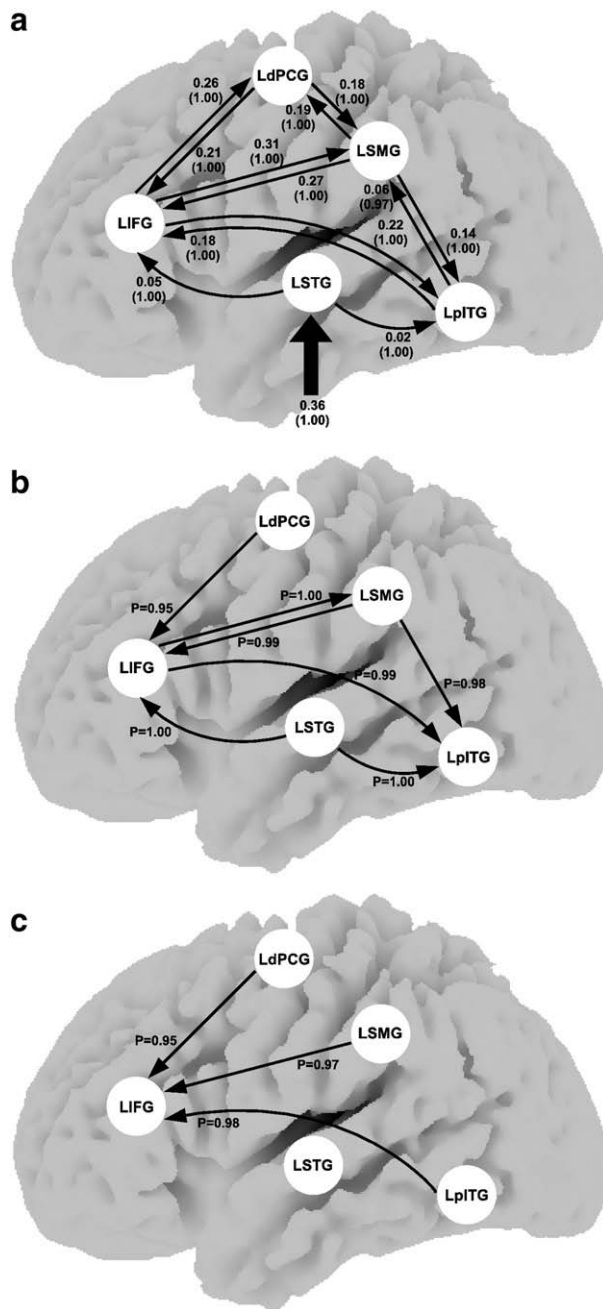 a
LdPCG
0.26
(1.00)
0.18
(1.00)
0.19
(1.00)
0.21
(1.00)
0.31
(1.00)
LSMG
0.27
(1.00)
0.06
(0.97)
LIFG
0.18
(1.00)
0.22
(1.00)
0.14
(1.00)
0.05
(1.00)
LSTG
LpITG
0.02
(1.00)
0.36
(1.00)
b
LdPCG
P=0.95
P=1.00
LSMG
P=0.99
LIFG
P=0.99
P=0.98
P=1.00
LSTG
LpITG
P=1.00
c
LdPCG
P=0.95
LSMG
P=0.97
LIFG
P=0.98
LSTG
LpITG